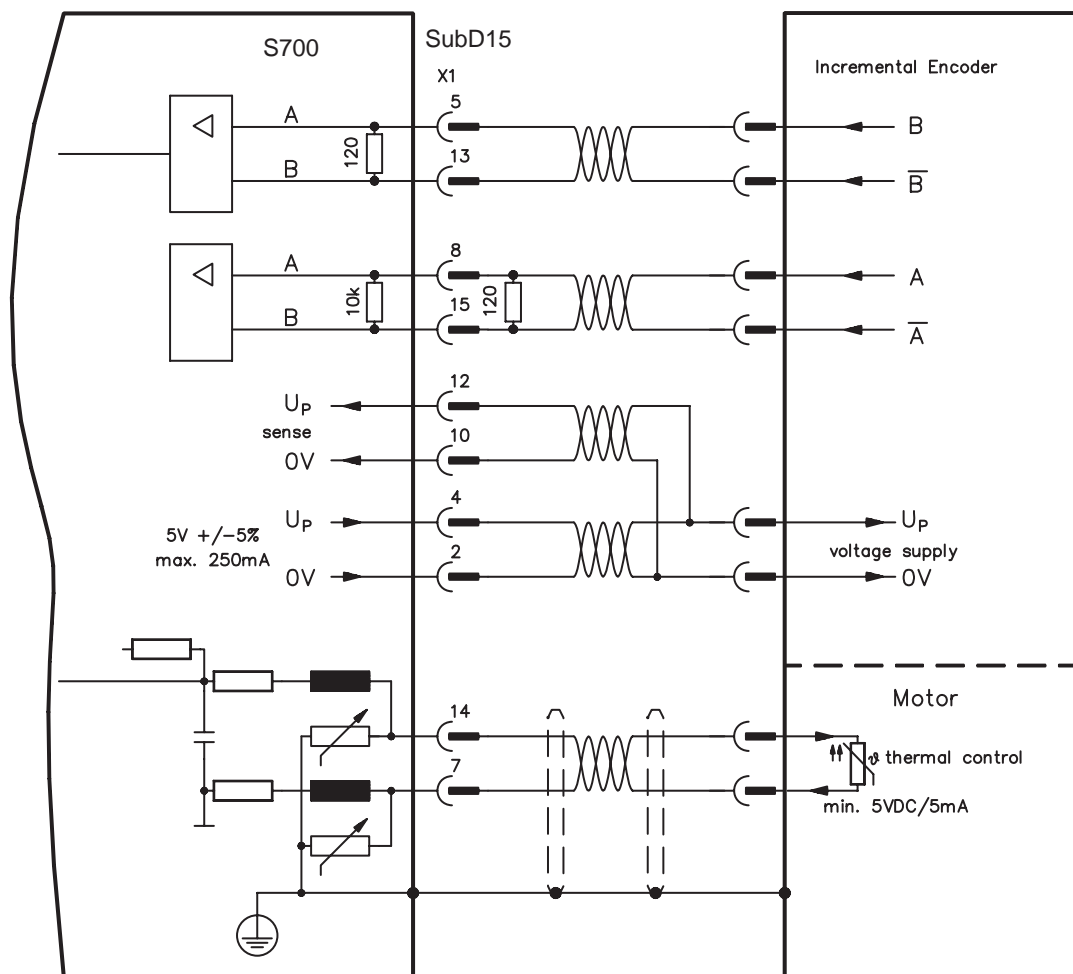 S700
SubD15
X1
Incremental Encoder
A
5
B
120
B
13
B̅
A
8
A
10k
120
B
15
A̅
12
UP
sense
10
0V
4
5V +/-5%
max. 250mA
UP
UP
voltage supply
2
0V
0V
Motor
14
ϑ thermal control
7
min. 5VDC/5mA